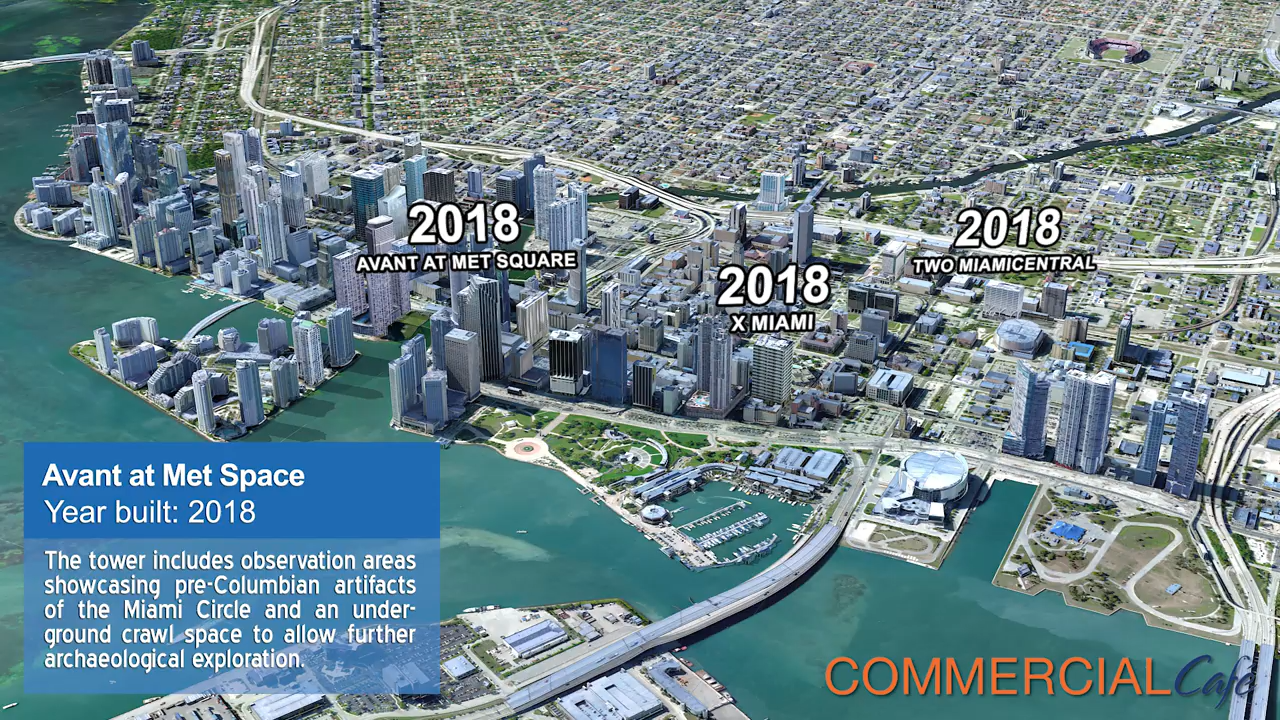 2018
AVANT AT MET SQUARE
2018
X MIAMI
2018
TWO MIAMICENTRAL
Avant at Met Space
Year built: 2018
The tower includes observation areas
showcasing pre-Columbian artifacts
of the Miami Circle and an under-
ground crawl space to allow further
archaeological exploration.
COMMERCIALCafe